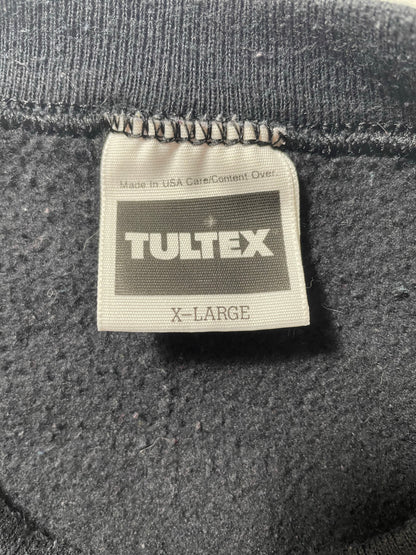 Made In USA Care/Content Over.
TULTEX
X-LARGE